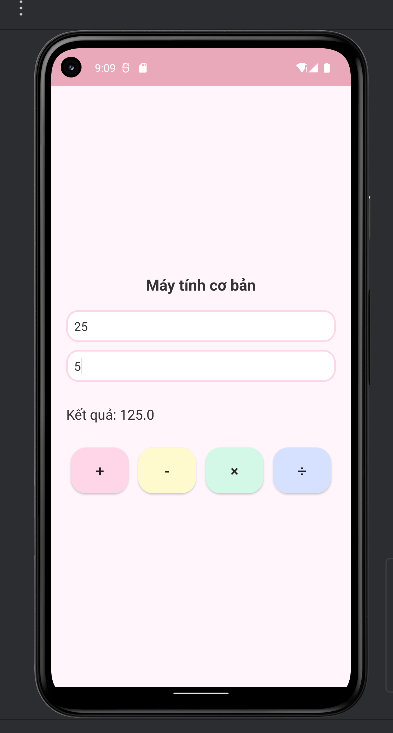 9:09
Máy tính cơ bản
25
5
Kết quả: 125.0
+ - × ÷